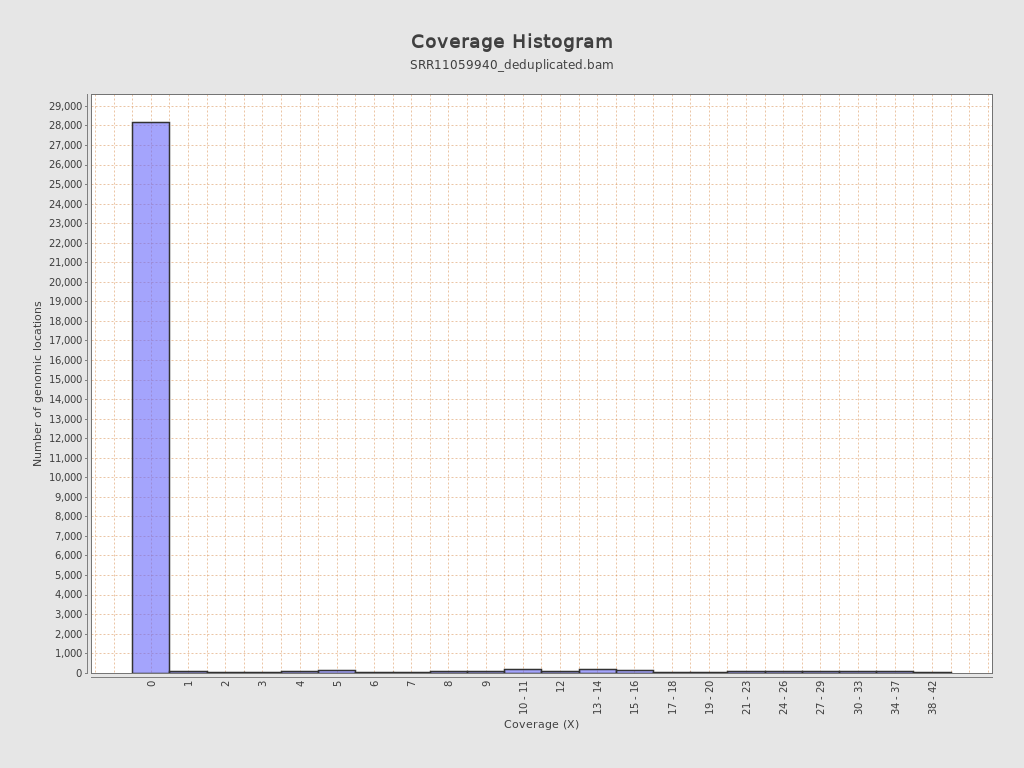 Coverage Histogram
SRR11059940_deduplicated.bam
29,000
28,000
27,000
26,000
25,000
24,000
23,000
22,000
21,000
20,000
19,000
18,000
17,000
16,000
15,000
14,000
13,000
12,000
11,000
10,000
9,000
8,000
7,000
6,000
5,000
4,000
3,000
2,000
1,000
0
Number of genomic locations
0
1
2
3
4
5
6
7
8
9
10 - 11
12
13 - 14
15 - 16
17 - 18
19 - 20
21 - 23
24 - 26
27 - 29
30 - 33
34 - 37
38 - 42
Coverage (X)